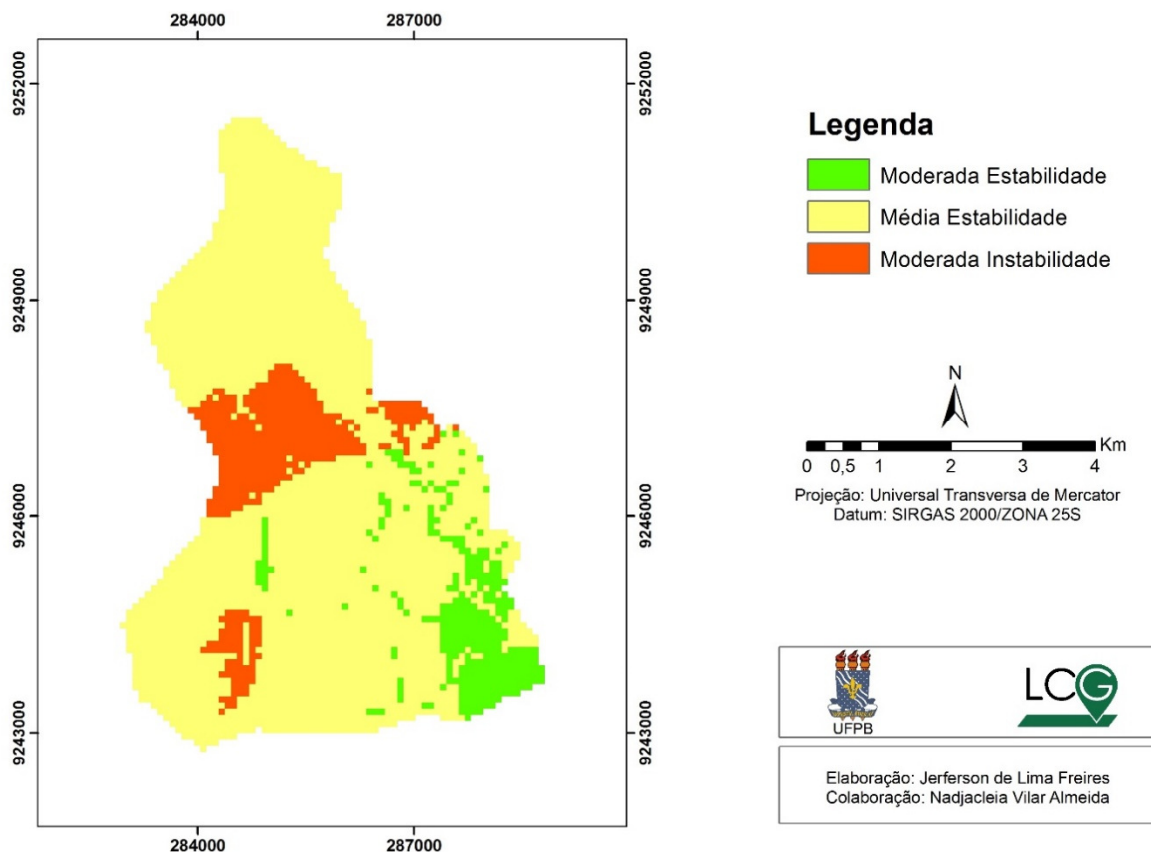 284000
287000
9252000
9252000
9249000
9249000
9246000
9246000
9243000
9243000
284000
287000
Legenda
Moderada Estabilidade
Média Estabilidade
Moderada Instabilidade
N
Km
0 0,5 1 2 3 4
Projeção: Universal Transversa de Mercator
Datum: SIRGAS 2000/ZONA 25S
UFPB
LCG
Elaboração: Jerferson de Lima Freires
Colaboração: Nadjacleia Vilar Almeida